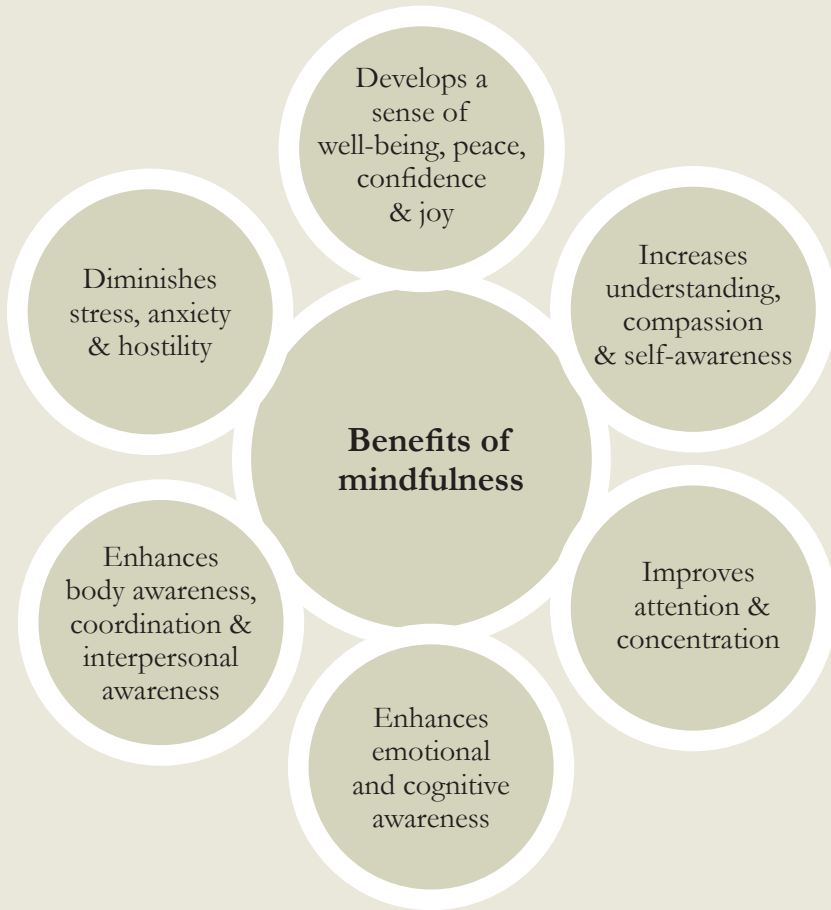 Develops a
sense of
well-being, peace,
confidence
& joy
Increases
understanding,
compassion
& self-awareness
Improves
attention &
concentration
Enhances
emotional
and cognitive
awareness
Enhances
body awareness,
coordination &
interpersonal
awareness
Diminishes
stress, anxiety
& hostility
Benefits of
mindfulness